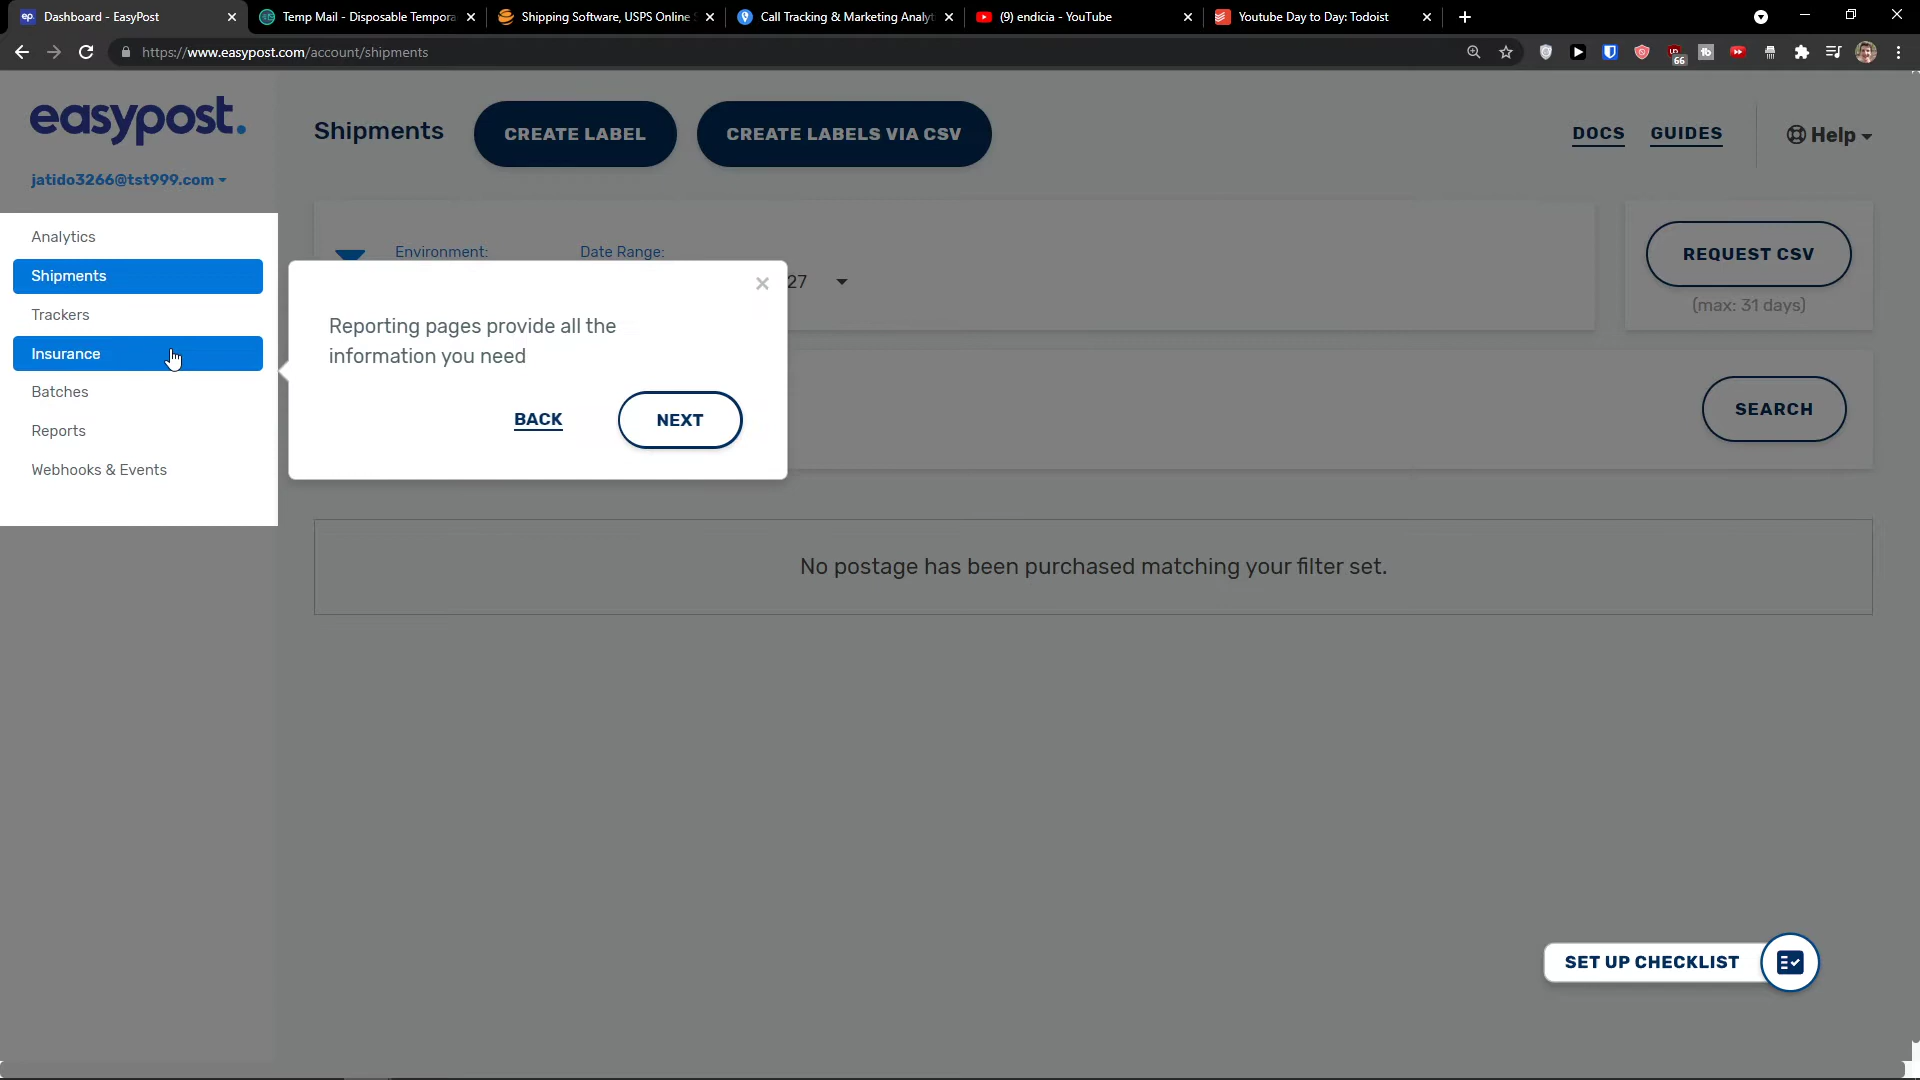 Dashboard - EasyPost
Temp Mail - Disposable Tempora
Shipping Software, USPS Online S
Call Tracking & Marketing Analyt
(9) endicia - YouTube
Youtube Day to Day: Todoist
https://www.easypost.com/account/shipments
66
easypost.
jatido3266@tst999.com
Shipments
CREATE LABEL
CREATE LABELS VIA CSV
DOCS
GUIDES
Help
Analytics
Shipments
Trackers
Insurance
Batches
Reports
Webhooks & Events
Environment:
Date Range:
27
REQUEST CSV
(max: 31 days)
Reporting pages provide all the
information you need
BACK
NEXT
SEARCH
No postage has been purchased matching your filter set.
SET UP CHECKLIST